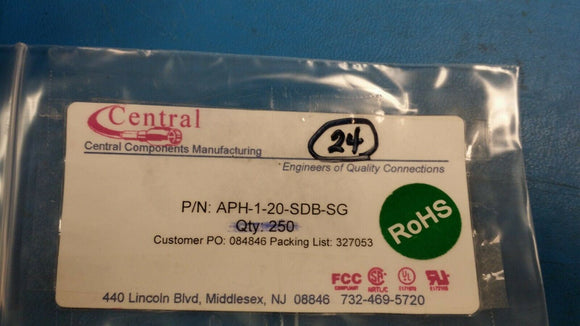 Central
Central Components Manufacturing
24
Engineers of Quality Connections
P/N: APH-1-20-SDB-SG
Qty: 250
Customer PO: 084846 Packing List: 327053
RoHS
FCC
COMPLIANT
440 Lincoln Blvd, Middlesex, NJ 08846 732-469-5720